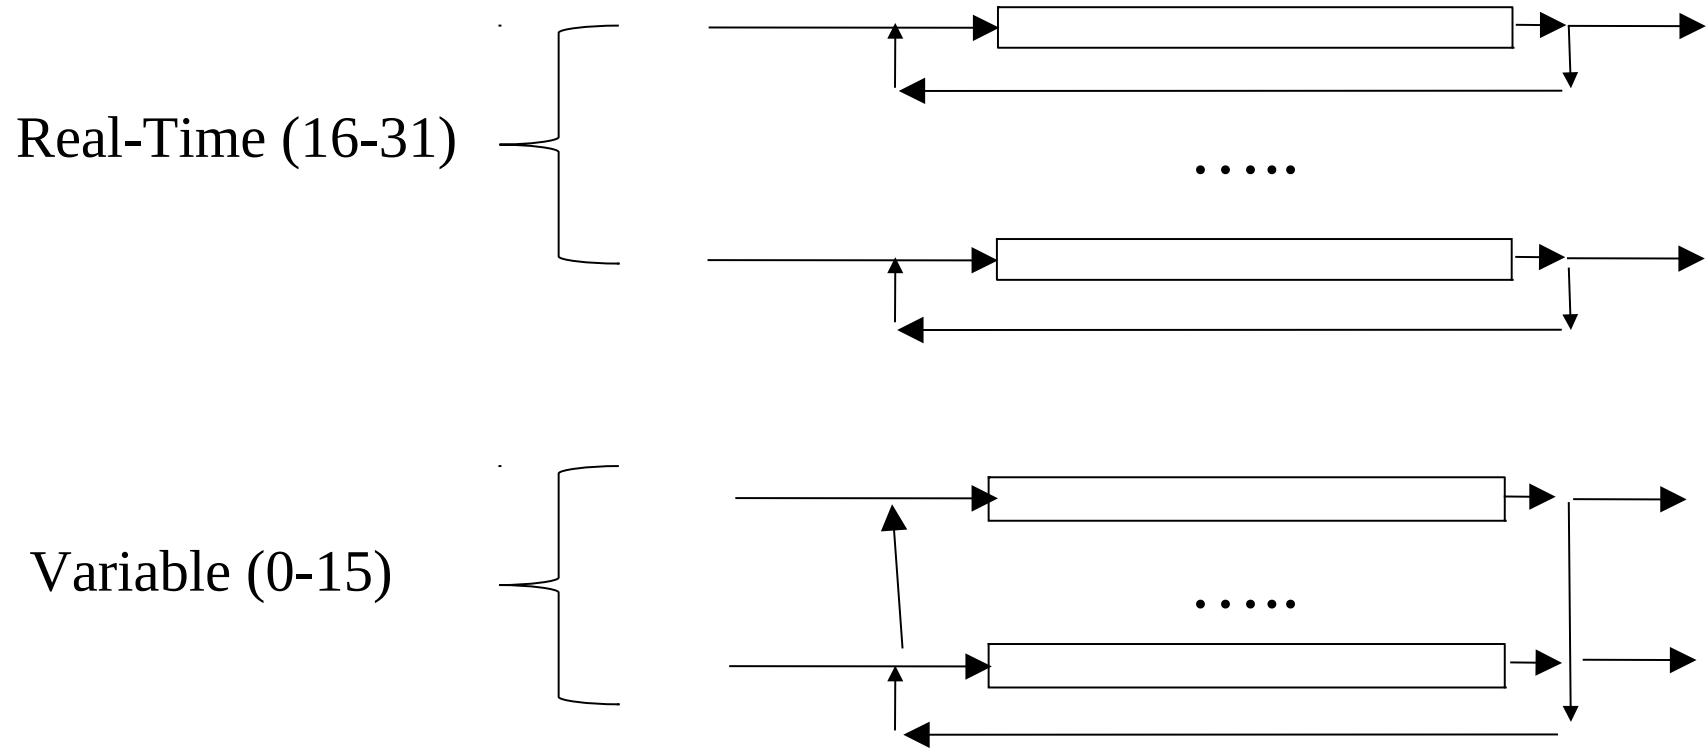 Real-Time (16-31)
.....
Variable (0-15)
.....